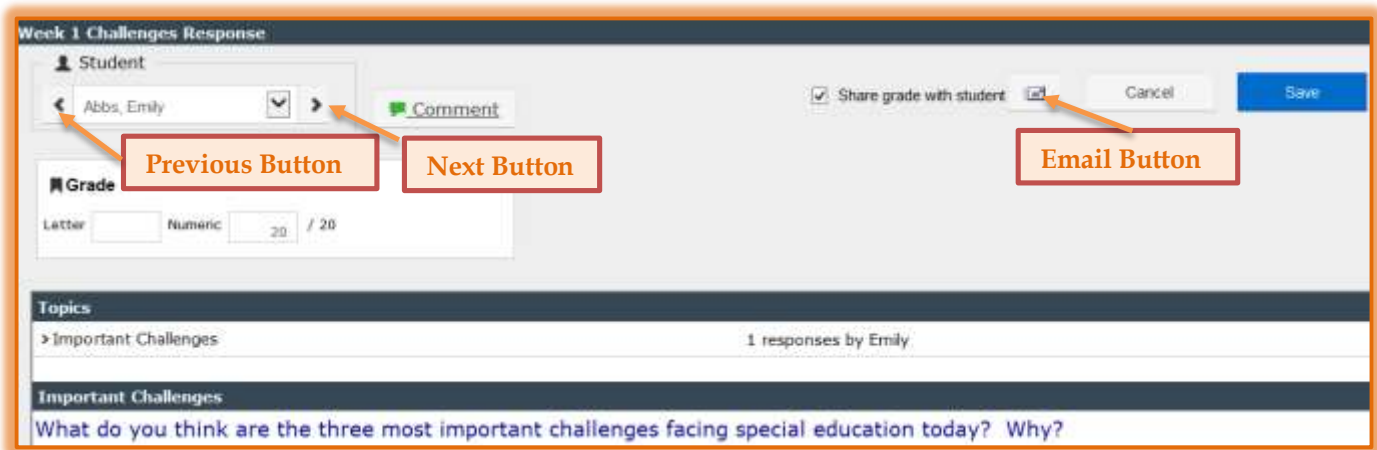 Week 1 Challenges Response
Student
Abbs, Emily
Comment
Share grade with student
Cancel
Save
Previous Button
Next Button
Email Button
Grade
Letter Numeric 20 / 20
Topics
>Important Challenges 1 responses by Emily
Important Challenges
What do you think are the three most important challenges facing special education today? Why?